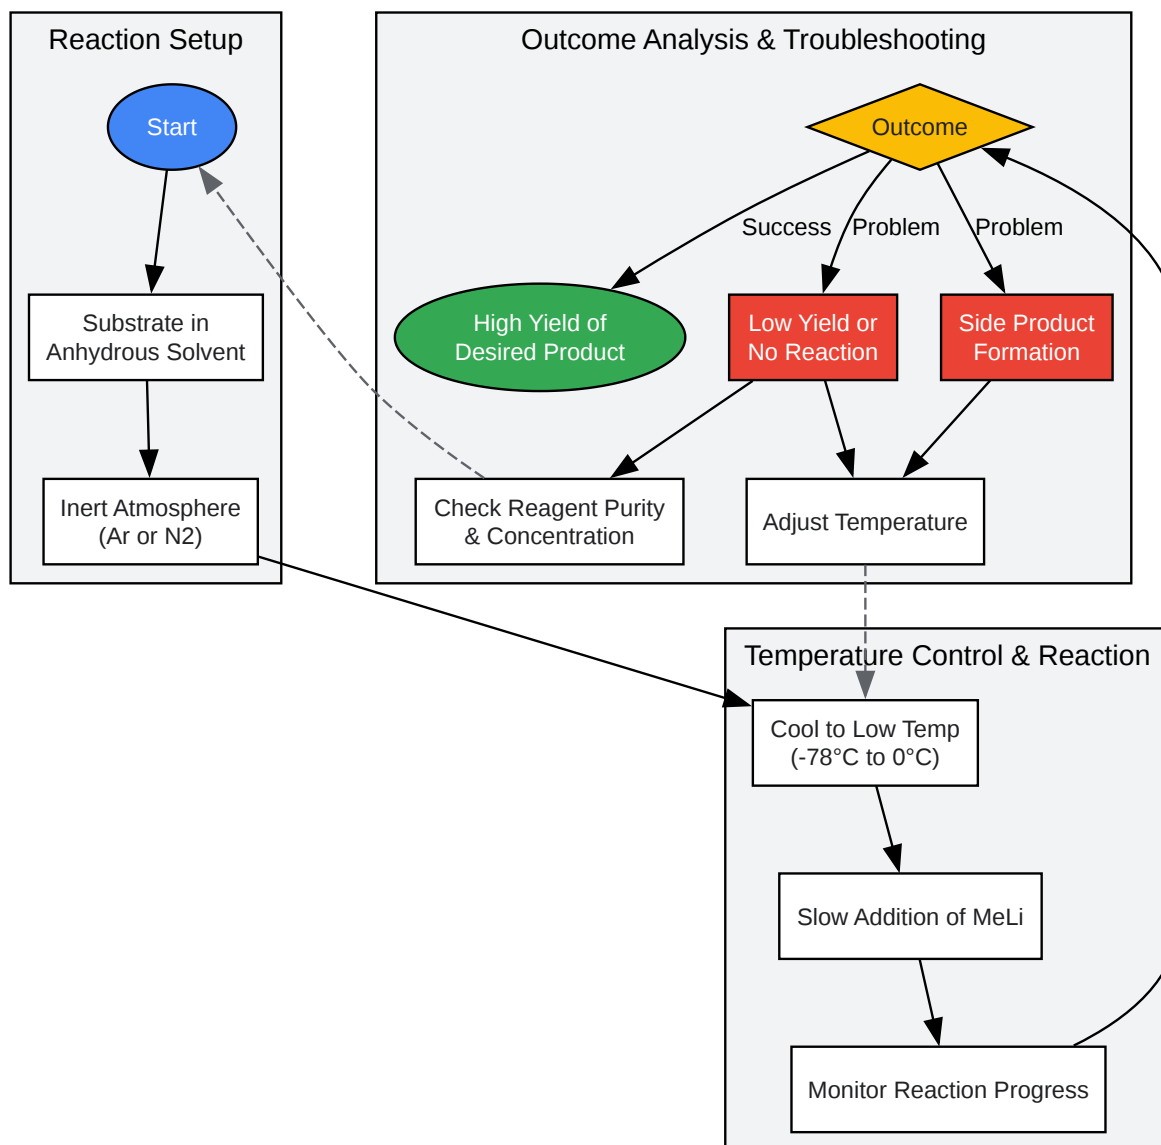 Reaction Setup
Start
Substrate in
Anhydrous Solvent
Inert Atmosphere
(Ar or N2)
Outcome Analysis & Troubleshooting
Outcome
Success
Problem
Problem
High Yield of
Desired Product
Low Yield or
No Reaction
Side Product
Formation
Check Reagent Purity
& Concentration
Adjust Temperature
Temperature Control & Reaction
Cool to Low Temp
(-78°C to 0°C)
Slow Addition of MeLi
Monitor Reaction Progress